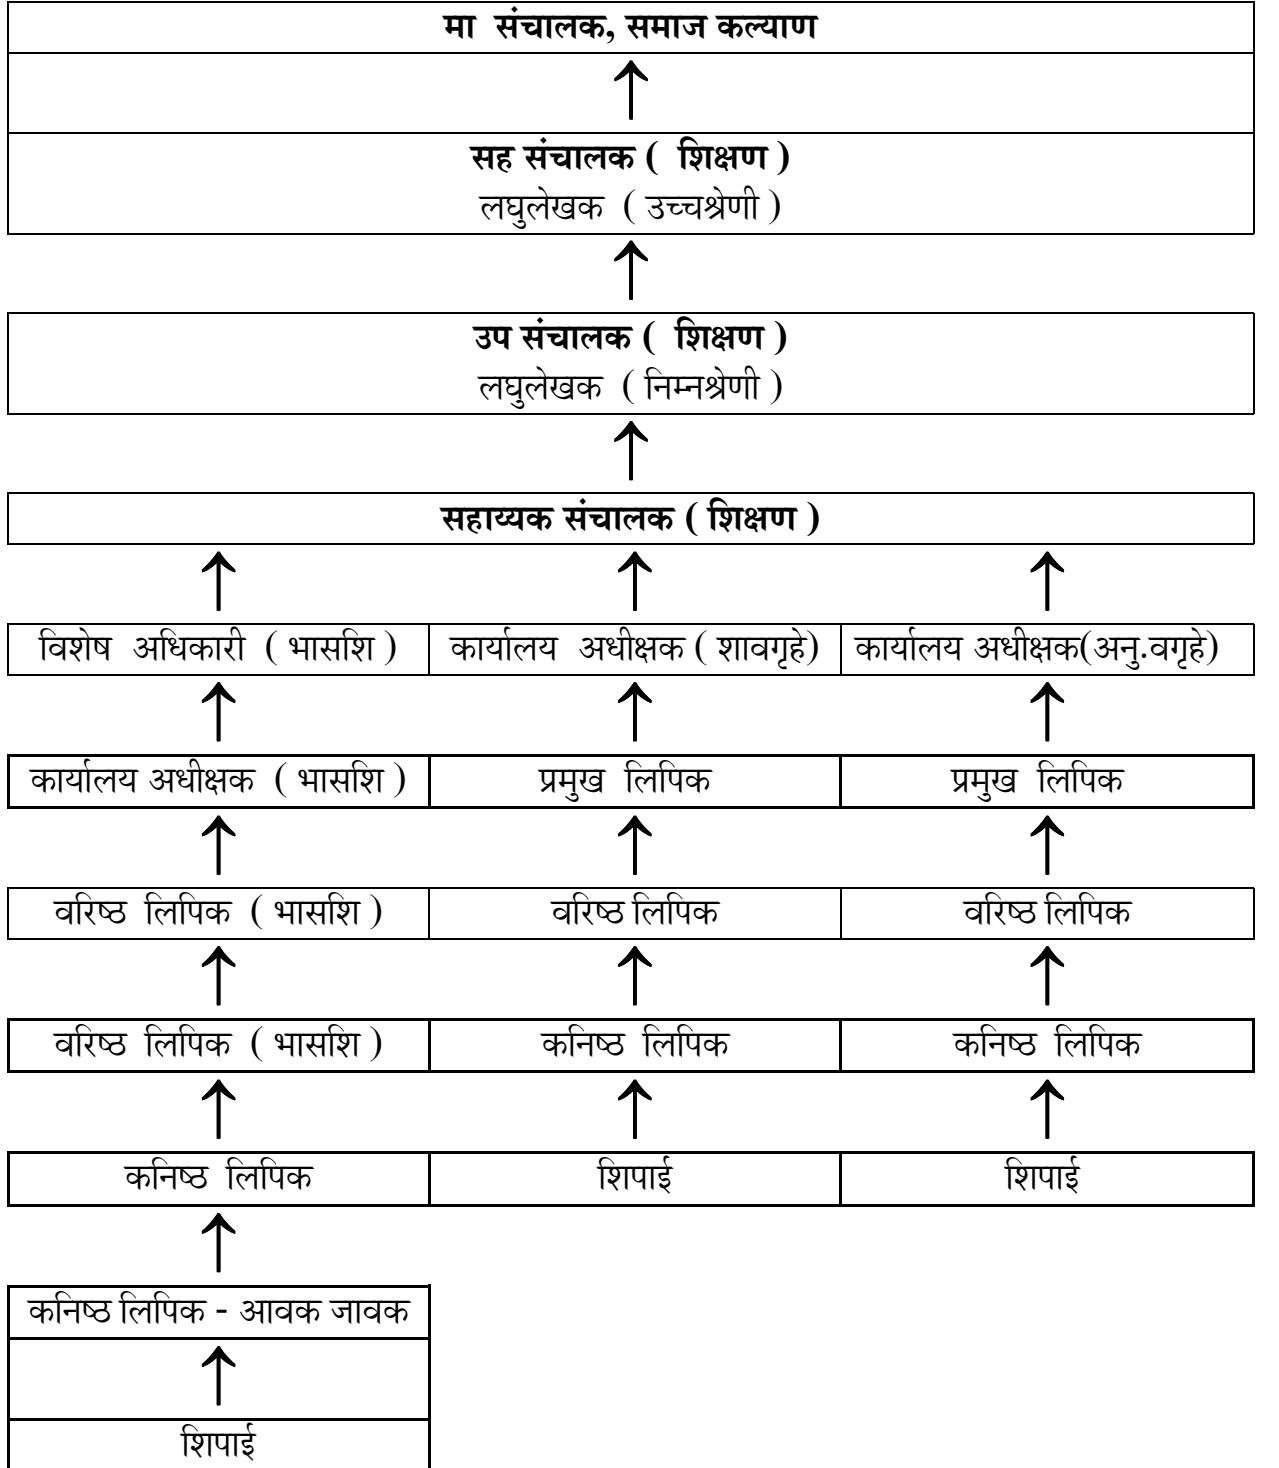 मा संचालक, समाज कल्याण
सह संचालक ( शिक्षण )
लघुलेखक ( उच्चश्रेणी )
उप संचालक ( शिक्षण )
लघुलेखक ( निम्नश्रेणी )
सहाय्यक संचालक ( शिक्षण )
विशेष अधिकारी ( भासशि ) कार्यालय अधीक्षक ( शावगृहे) कार्यालय अधीक्षक(अनु.वगृहे)
कार्यालय अधीक्षक ( भासशि ) प्रमुख लिपिक प्रमुख लिपिक
वरिष्ठ लिपिक ( भासशि ) वरिष्ठ लिपिक वरिष्ठ लिपिक
वरिष्ठ लिपिक ( भासशि ) कनिष्ठ लिपिक कनिष्ठ लिपिक
कनिष्ठ लिपिक शिपाई शिपाई
कनिष्ठ लिपिक - आवक जावक
शिपाई